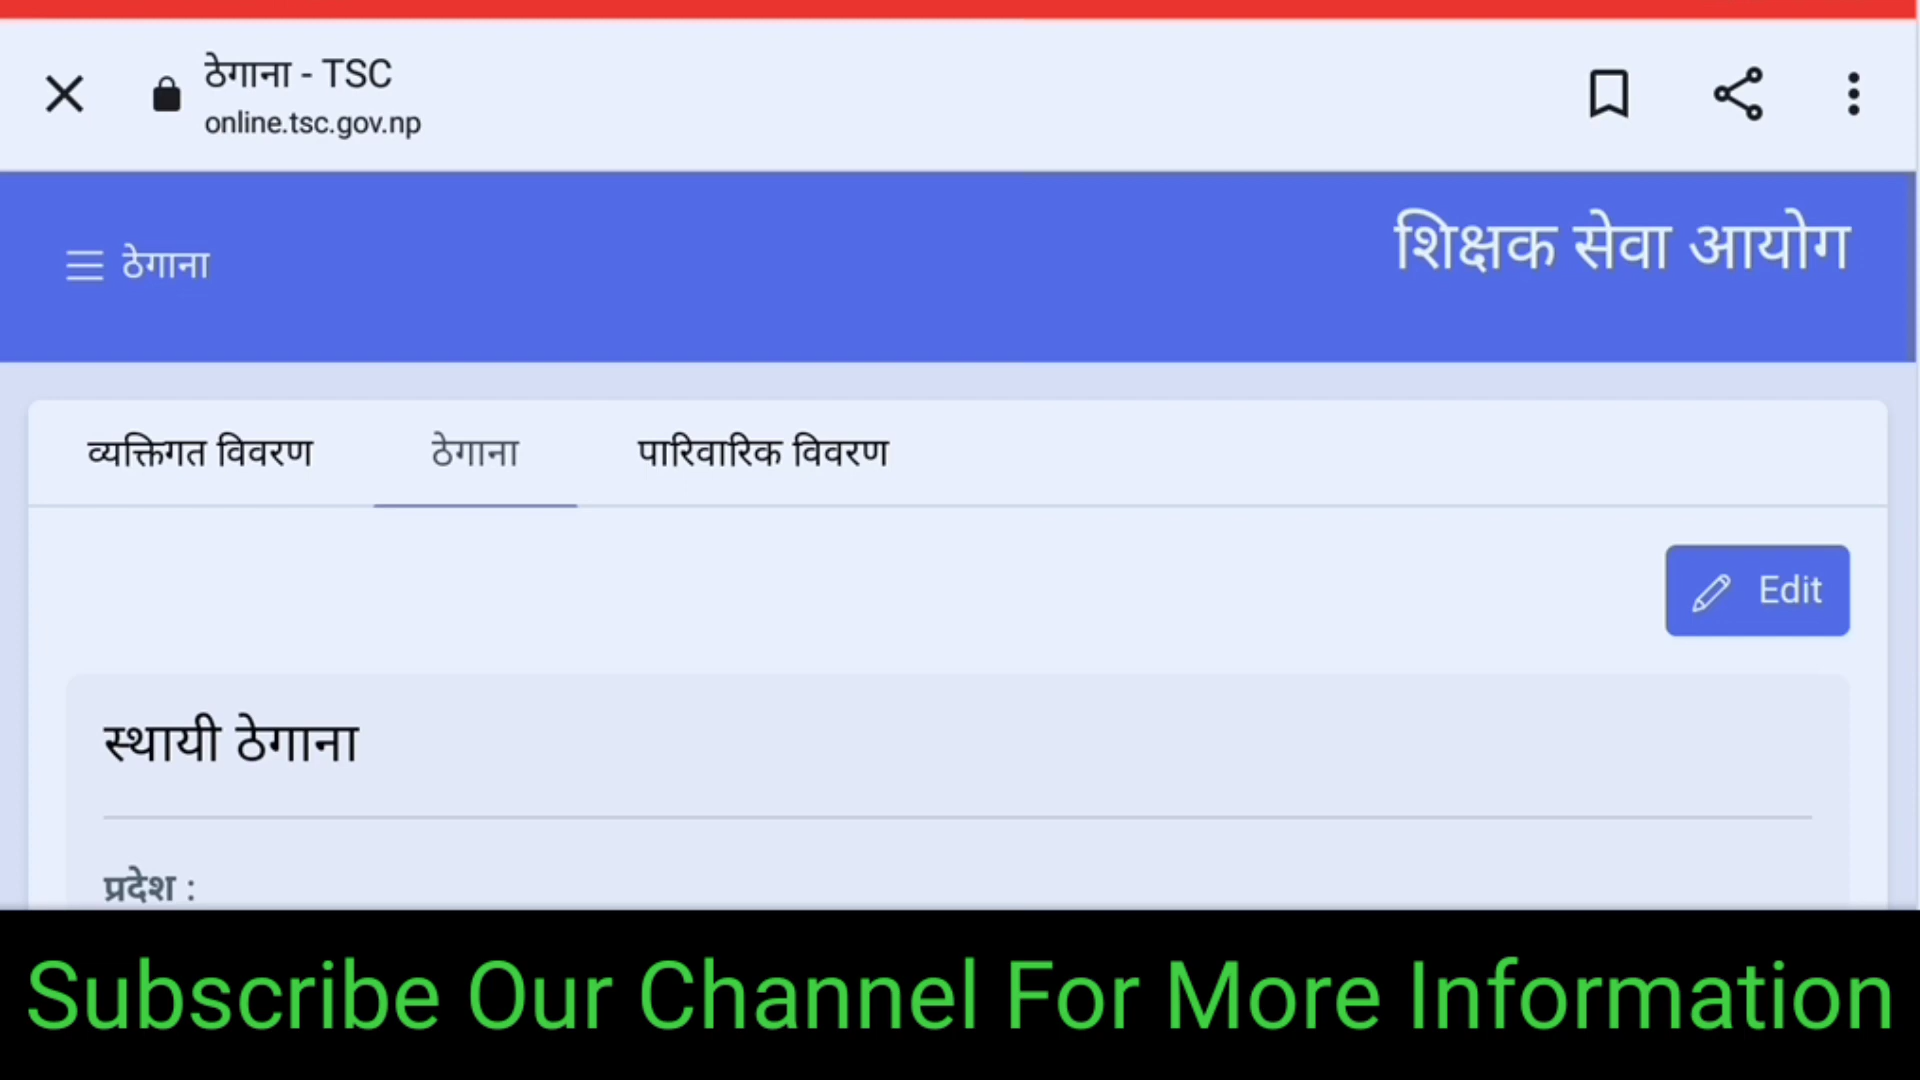 ठेगाना - TSC
online.tsc.gov.np
शिक्षक सेवा आयोग
ठेगाना
व्यक्तिगत विवरण ठेगाना पारिवारिक विवरण
Edit
स्थायी ठेगाना
प्रदेश :
Subscribe Our Channel For More Information